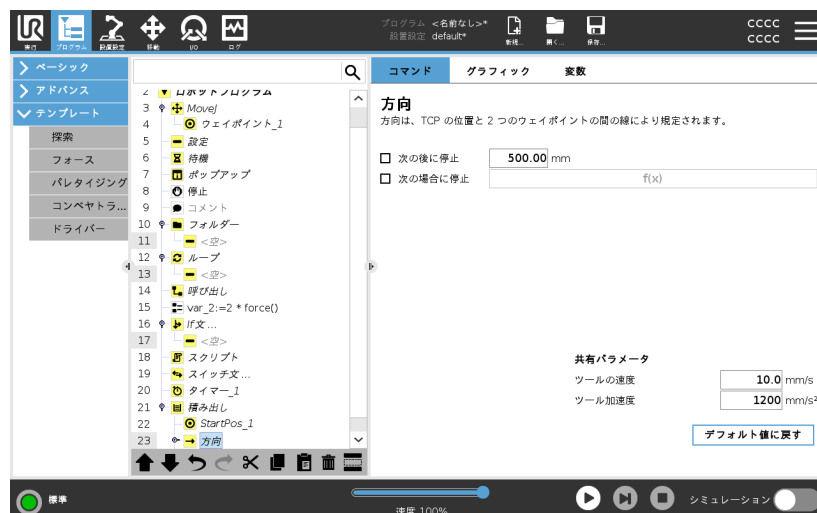 プログラム <名前なし>*
設置設定 default*
実行 プログラム 設置設定 移動 I/O ログ
新規... 開く... 保存...
CCCC
CCCC
ベーシック
アドバンス
テンプレート
探索
フォース
パレタイジング
コンベヤトラ...
ドライバー
2 ロボットプログラム
3 MoveJ
4 ウェイポイント_1
5 設定
6 待機
7 ポップアップ
8 停止
9 コメント
10 フォルダー
11 <空>
12 ループ
13 <空>
14 呼び出し
15 var_2:=2 * force()
16 If文...
17 <空>
18 スクリプト
19 スイッチ文...
20 タイマー_1
21 積み出し
22 StartPos_1
23 方向
コマンド グラフィック 変数
方向
方向は、TCP の位置と 2 つのウェイポイントの間の線により規定されます。
次の後に停止 500.00 mm
次の場合に停止 f(x)
共有パラメータ
ツールの速度 10.0 mm/s
ツール加速度 1200 mm/s²
デフォルト値に戻す
標準
速度 100%
シミュレーション